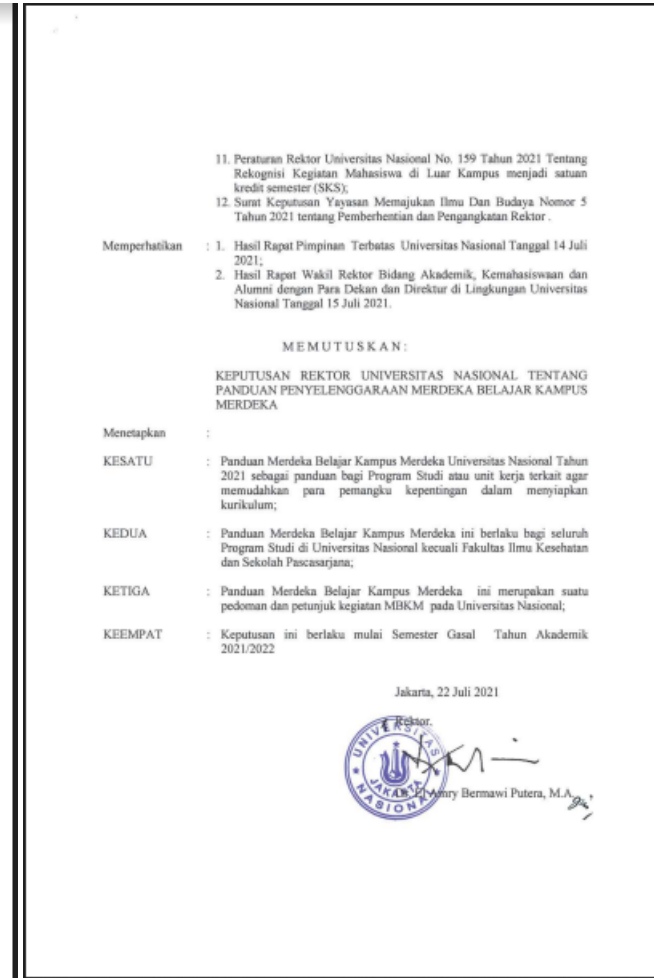 11. Peraturan Rektor Universitas Nasional No. 159 Tahun 2021 Tentang
Rekognisi Kegiatan Mahasiswa di Luar Kampus menjadi satuan
kredit semester (SKS);
12. Surat Keputusan Yayasan Memajukan Ilmu Dan Budaya Nomor 5
Tahun 2021 tentang Pemberhentian dan Pengangkatan Rektor .
Memperhatikan : 1. Hasil Rapat Pimpinan Terbatas Universitas Nasional Tanggal 14 Juli
2021;
2. Hasil Rapat Wakil Rektor Bidang Akademik, Kemahasiswaan dan
Alumni dengan Para Dekan dan Direktur di Lingkungan Universitas
Nasional Tanggal 15 Juli 2021.
MEMUTUSKAN:
KEPUTUSAN REKTOR UNIVERSITAS NASIONAL TENTANG
PANDUAN PENYELENGGARAAN MERDEKA BELAJAR KAMPUS
MERDEKA
Menetapkan :
KESATU : Panduan Merdeka Belajar Kampus Merdeka Universitas Nasional Tahun
2021 sebagai panduan bagi Program Studi atau unit kerja terkait agar
memudahkan para pemangku kepentingan dalam menyiapkan
kurikulum;
KEDUA : Panduan Merdeka Belajar Kampus Merdeka ini berlaku bagi seluruh
Program Studi di Universitas Nasional kecuali Fakultas Ilmu Kesehatan
dan Sekolah Pascasarjana;
KETIGA : Panduan Merdeka Belajar Kampus Merdeka ini merupakan suatu
pedoman dan petunjuk kegiatan MBKM pada Universitas Nasional;
KEEMPAT : Keputusan ini berlaku mulai Semester Gasal Tahun Akademik
2021/2022
Jakarta, 22 Juli 2021
Rektor.
UNIVERSITAS
JAKARTA
NASIONAL
Bermawi Putera, M.A.